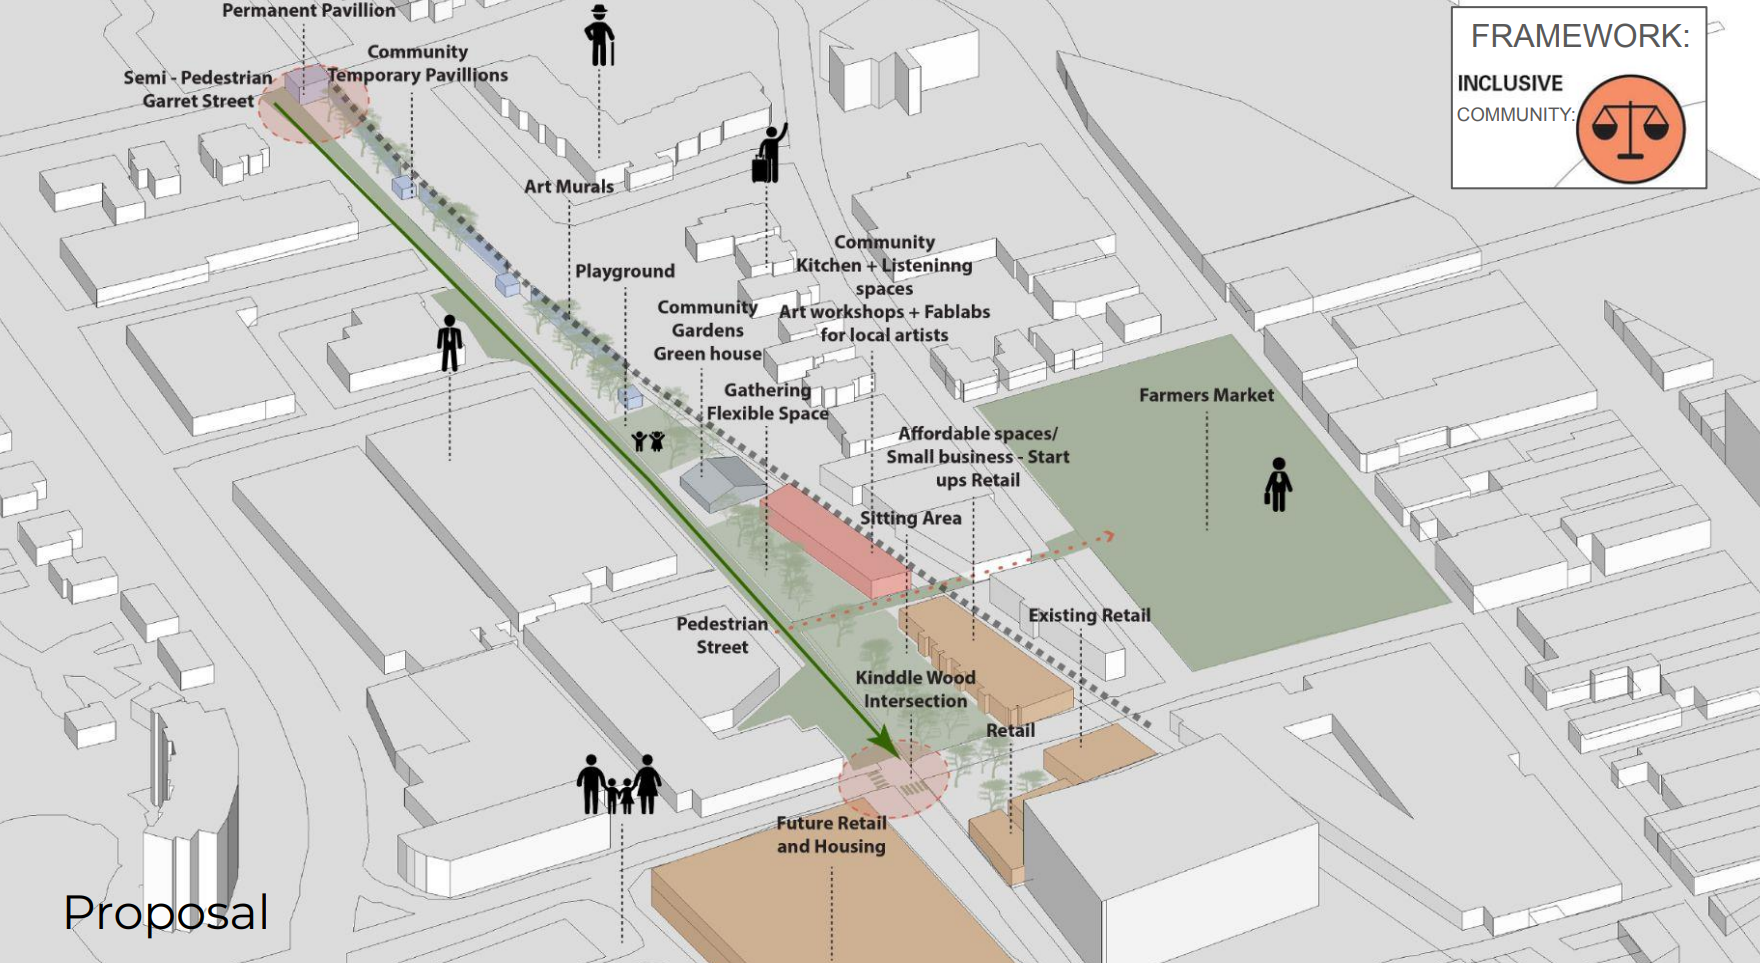 Permanent Pavillion
Community
Temporary Pavillions
Semi - Pedestrian
Garret Street
FRAMEWORK:
INCLUSIVE
COMMUNITY:
Art Murals
Playground
Community
Gardens
Green house
Community
Kitchen + Listeninng
spaces
Art workshops + Fablabs
for local artists
Gathering
Flexible Space
Farmers Market
Affordable spaces/
Small business - Start
ups Retail
Sitting Area
Pedestrian
Street
Existing Retail
Kinddle Wood
Intersection
Retail
Future Retail
and Housing
Proposal